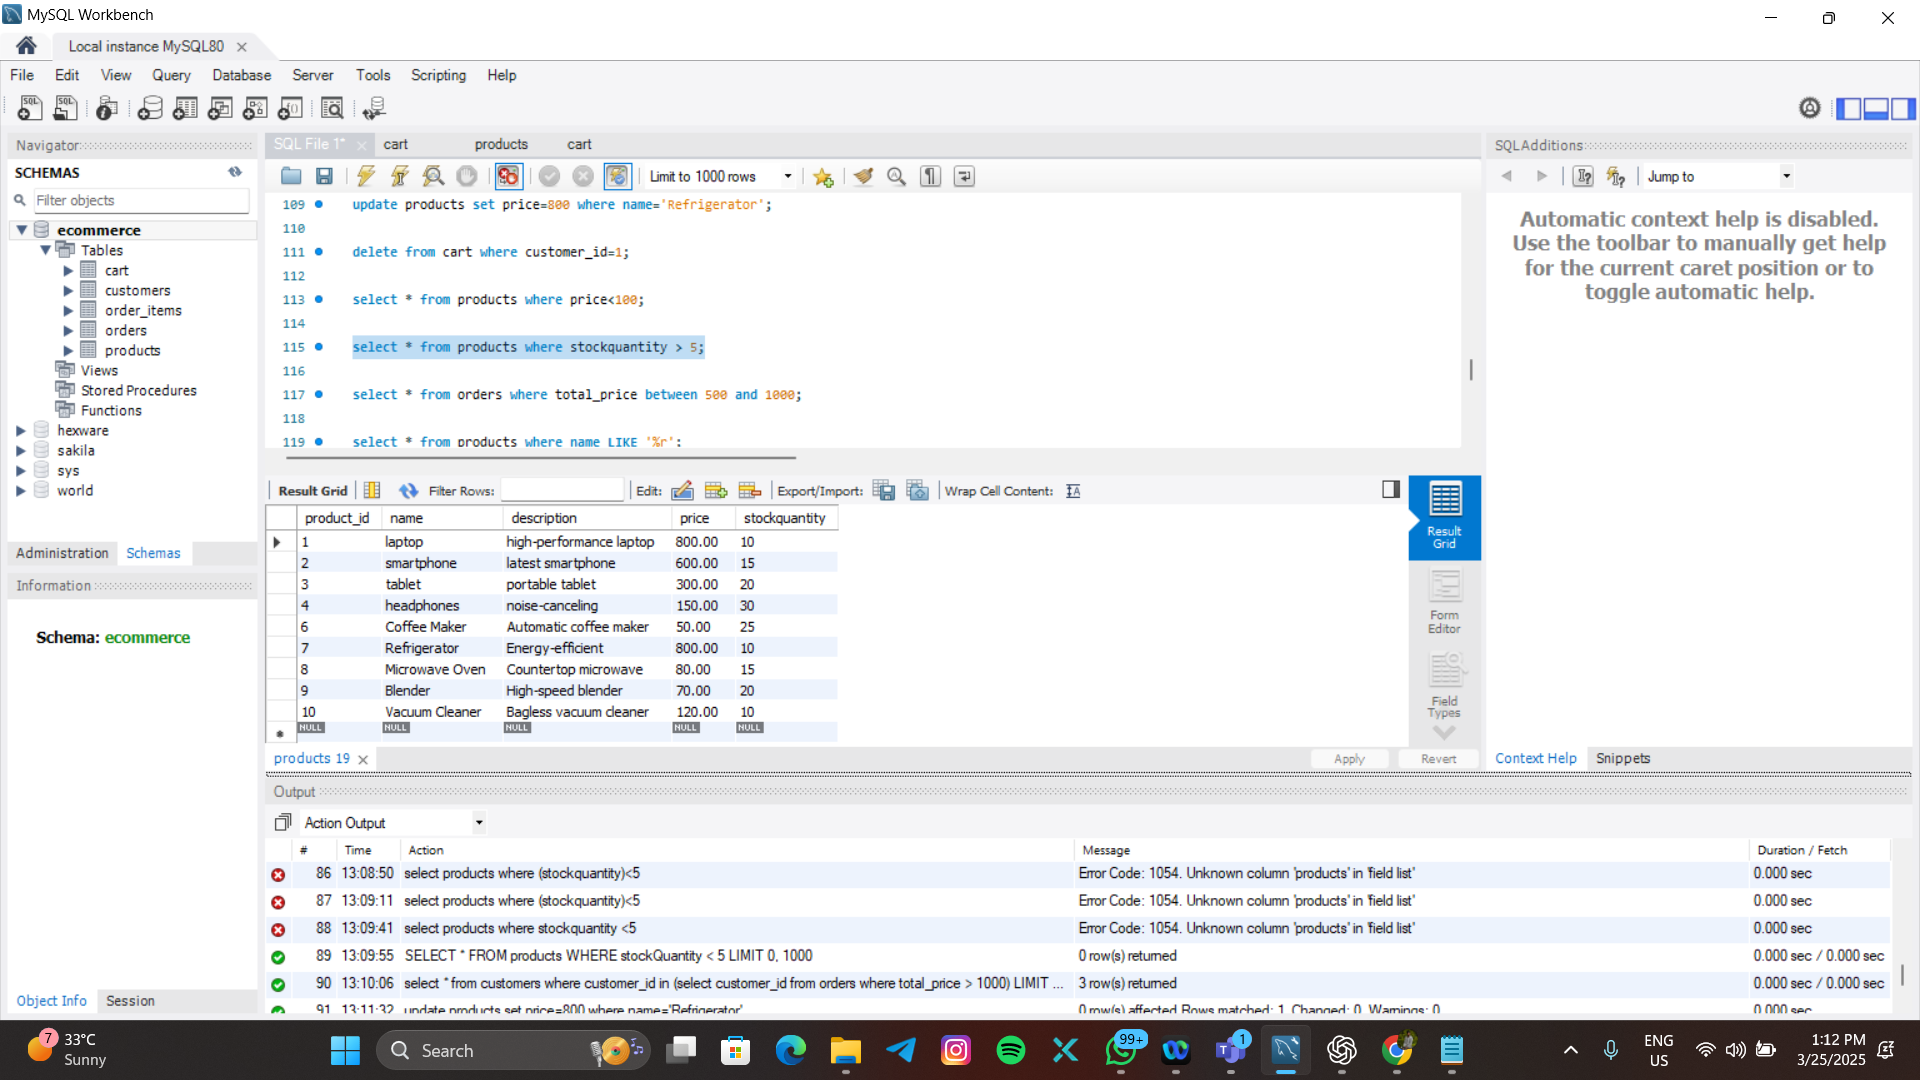 MySQL Workbench
Local instance MySQL80
File Edit View Query Database Server Tools Scripting Help
Navigator
SCHEMAS
Filter objects
ecommerce
Tables
cart
customers
order_items
orders
products
Views
Stored Procedures
Functions
hexware
sakila
sys
world
Administration Schemas
Information
Schema: ecommerce
Object Info Session
SQL File 1* cart products cart
Limit to 1000 rows
109 update products set price=800 where name='Refrigerator';
110
111 delete from cart where customer_id=1;
112
113 select * from products where price<100;
114
115 select * from products where stockquantity > 5;
116
117 select * from orders where total_price between 500 and 1000;
118
119 select * from products where name LIKE '%r';
Result Grid Filter Rows: Edit: Export/Import: Wrap Cell Content:
product_id name description price stockquantity
1 laptop high-performance laptop 800.00 10
2 smartphone latest smartphone 600.00 15
3 tablet portable tablet 300.00 20
4 headphones noise-canceling 150.00 30
6 Coffee Maker Automatic coffee maker 50.00 25
7 Refrigerator Energy-efficient 800.00 10
8 Microwave Oven Countertop microwave 80.00 15
9 Blender High-speed blender 70.00 20
10 Vacuum Cleaner Bagless vacuum cleaner 120.00 10
NULL NULL NULL NULL NULL
Result
Grid
Form
Editor
Field
Types
products 19 Apply Revert
SQLAdditions
Jump to
Automatic context help is disabled.
Use the toolbar to manually get help
for the current caret position or to
toggle automatic help.
Context Help Snippets
Output
Action Output
# Time Action Message Duration / Fetch
86 13:08:50 select products where (stockquantity)<5 Error Code: 1054. Unknown column 'products' in 'field list' 0.000 sec
87 13:09:11 select products where (stockquantity)<5 Error Code: 1054. Unknown column 'products' in 'field list' 0.000 sec
88 13:09:41 select products where stockquantity <5 Error Code: 1054. Unknown column 'products' in 'field list' 0.000 sec
89 13:09:55 SELECT * FROM products WHERE stockQuantity < 5 LIMIT 0, 1000 0 row(s) returned 0.000 sec / 0.000 sec
90 13:10:06 select * from customers where customer_id in (select customer_id from orders where total_price > 1000) LIMIT ... 3 row(s) returned 0.000 sec / 0.000 sec
91 13:11:32 update products set price=800 where name='Refrigerator' 0 row(s) affected Rows matched: 1 Changed: 0 Warnings: 0 0.000 sec
7
33°C
Sunny
Search
99+
1
ENG
US
1:12 PM
3/25/2025